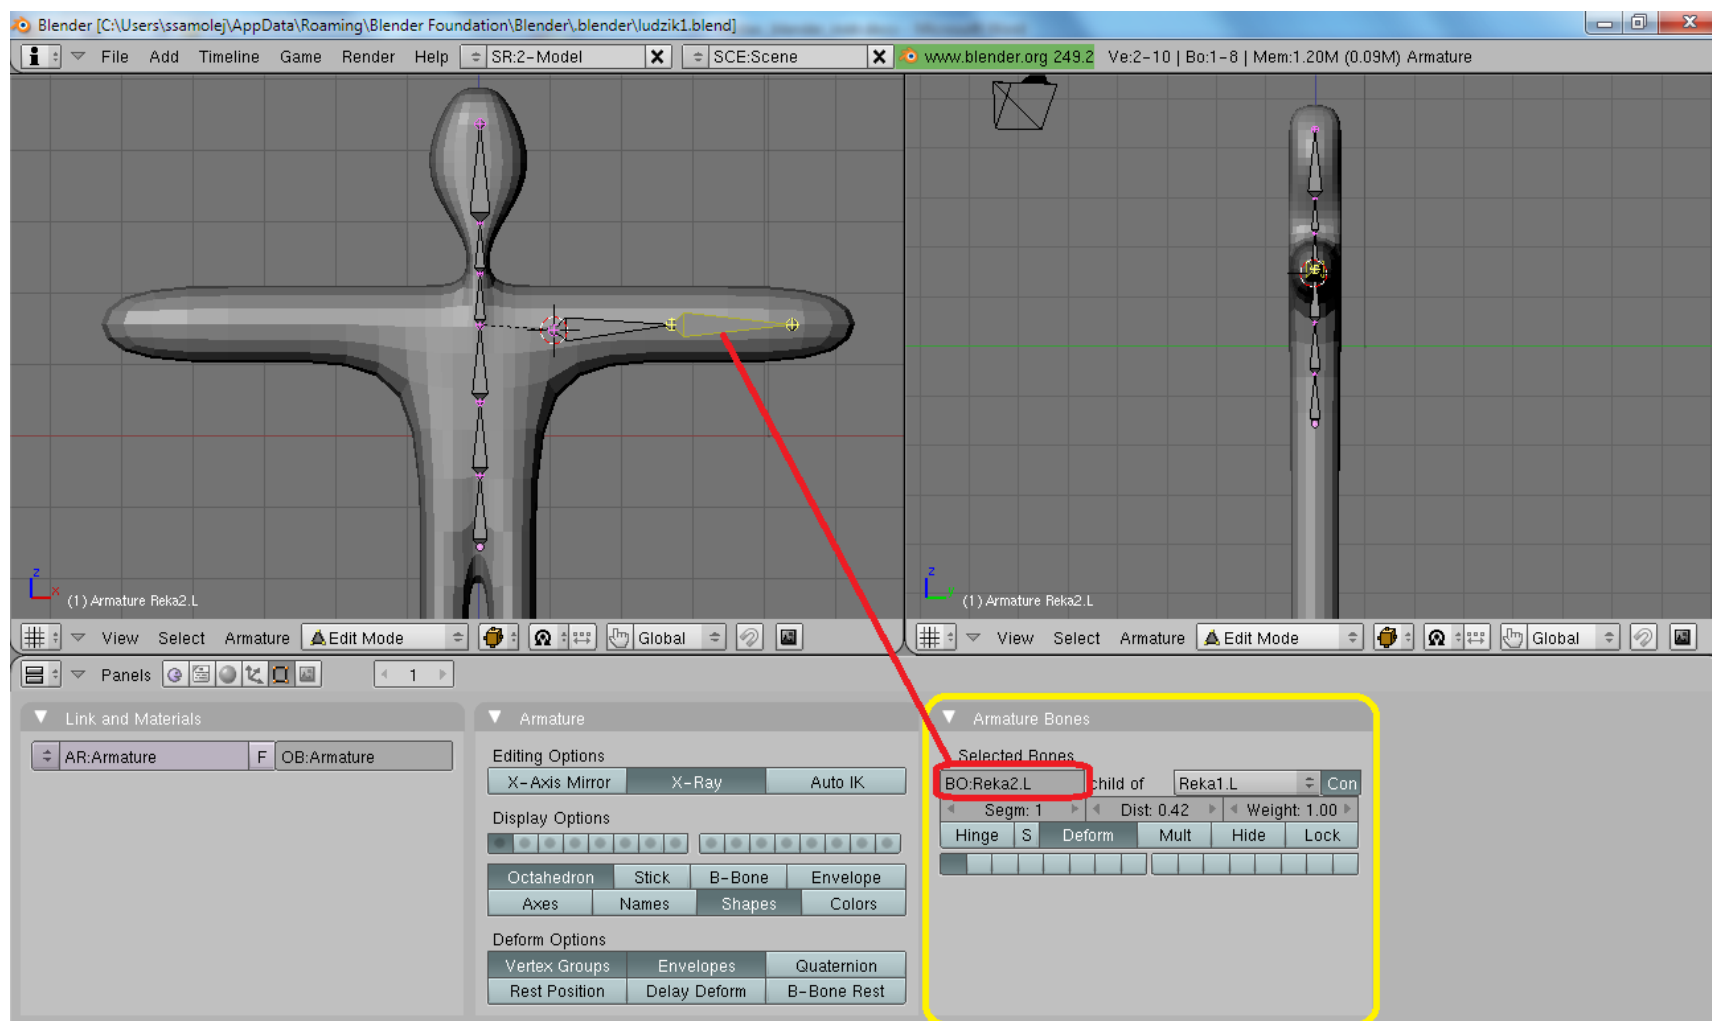 Blender [C:\Users\ssamolej\AppData\Roaming\Blender Foundation\Blender\.blender\ludzik1.blend]
File Add Timeline Game Render Help SR:2-Model SCE:Scene www.blender.org 249.2 Ve:2-10 | Bo:1-8 | Mem:1.20M (0.09M) Armature
z
x
(1) Armature Reka2.L
z
y
(1) Armature Reka2.L
View Select Armature Edit Mode Global
View Select Armature Edit Mode Global
Panels 1
Link and Materials
AR:Armature F OB:Armature
Armature
Editing Options
X-Axis Mirror X-Ray Auto IK
Display Options
Octahedron Stick B-Bone Envelope
Axes Names Shapes Colors
Deform Options
Vertex Groups Envelopes Quaternion
Rest Position Delay Deform B-Bone Rest
Armature Bones
Selected Bones
BO:Reka2.L child of Reka1.L Con
Segm: 1 Dist: 0.42 Weight: 1.00
Hinge S Deform Mult Hide Lock